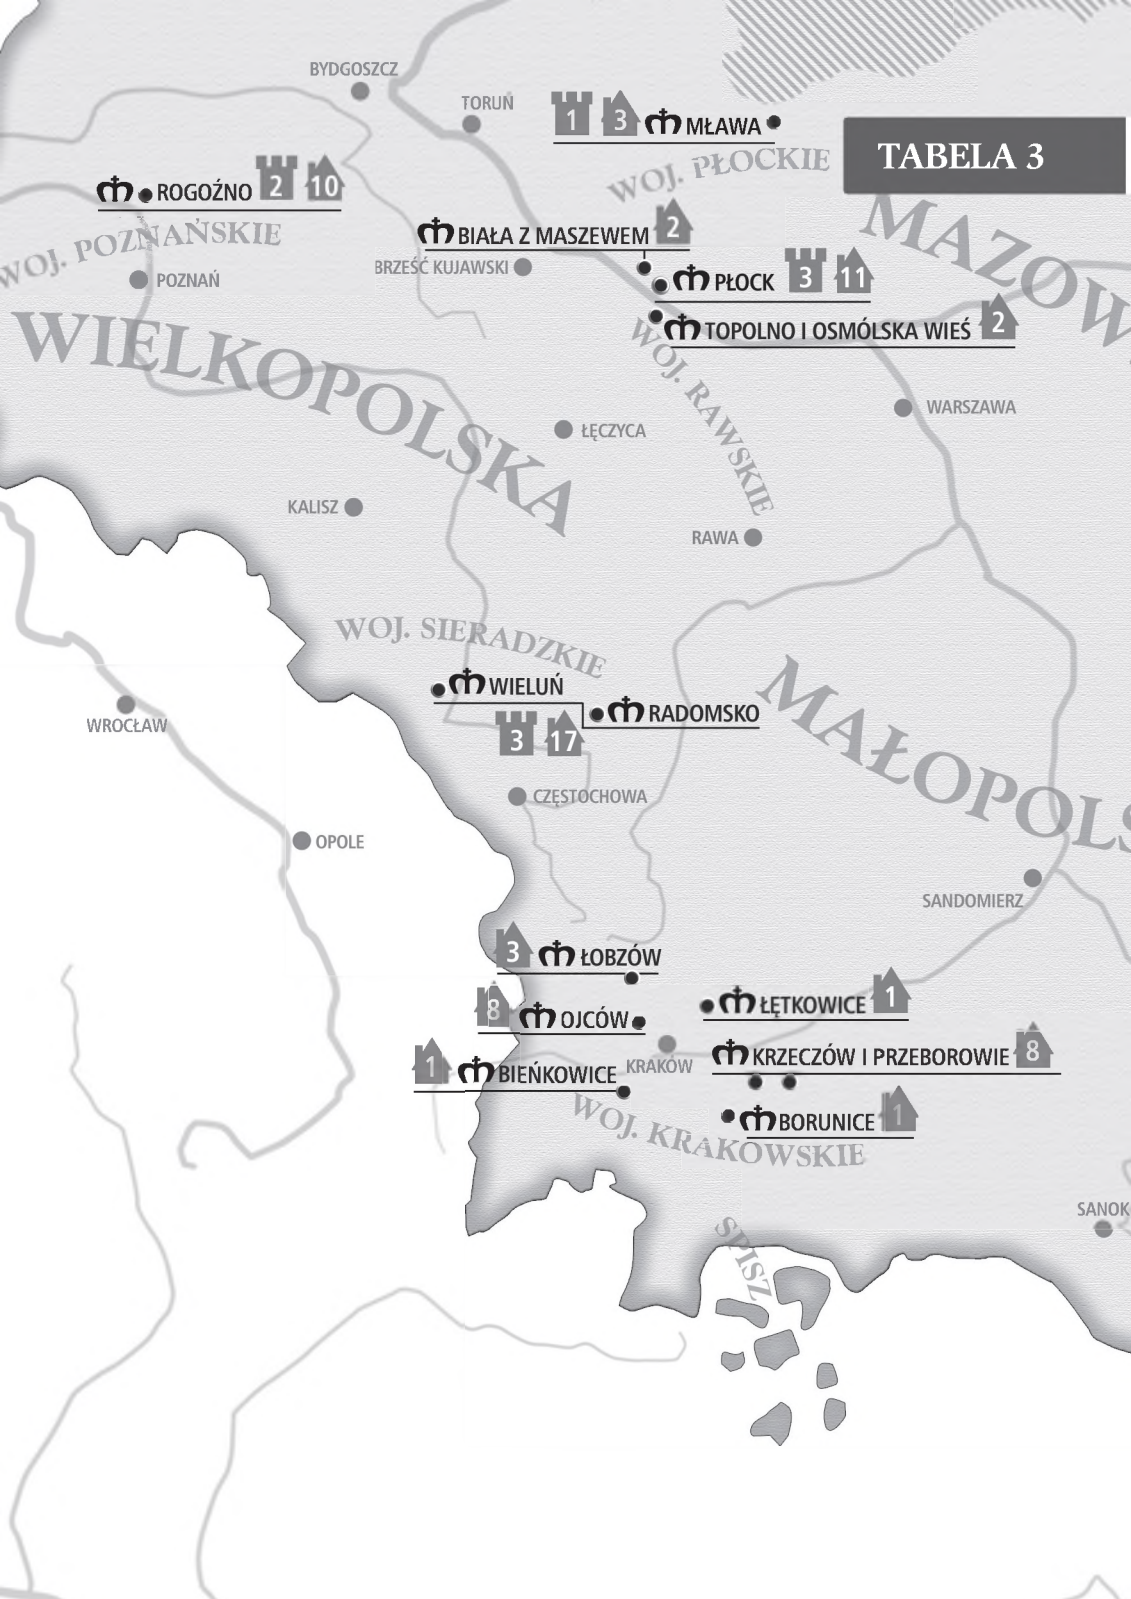 BYDGOSZCZ
TORUŃ
1 3 MŁAWA
TABELA 3
WOJ. PŁOCKIE
ROGOŹNO 2 10
WOJ. POZNAŃSKIE
MAZOW
BIAŁA Z MASZEWEM 2
BRZEŚĆ KUJAWSKI
POZNAŃ
PŁOCK 3 11
TOPOLNO I OSMÓLSKA WIEŚ 2
WIELKOPOLSKA
WOJ. RAWSKIE
WARSZAWA
ŁĘCZYCA
KALISZ
RAWA
WOJ. SIERADZKIE
WIELUŃ
RADOMSKO
3 17
WROCŁAW
MAŁOPOLS
CZĘSTOCHOWA
OPOLE
SANDOMIERZ
3 ŁOBZÓW
ŁĘTKOWICE 1
8 OJCÓW
KRAKÓW
KRZECZÓW I PRZEBOROWIE 8
1 BIEŃKOWICE
BORUNICE 1
WOJ. KRAKOWSKIE
SANOK
SPISZ